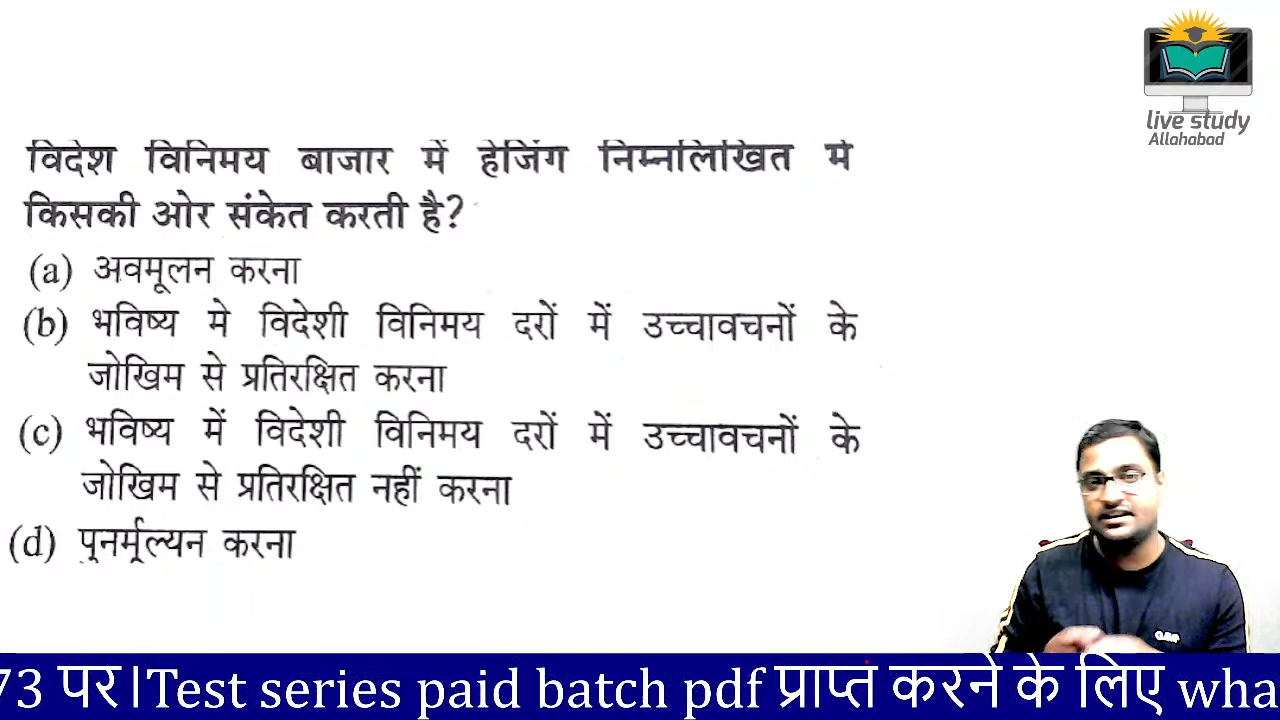 live study
Allahabad
विदेश विनिमय बाजार में हेजिंग निम्नलिखित में
किसकी ओर संकेत करती है?
(a) अवमूलन करना
(b) भविष्य मे विदेशी विनिमय दरों में उच्चावचनों के
जोखिम से प्रतिरक्षित करना
(c) भविष्य में विदेशी विनिमय दरों में उच्चावचनों के
जोखिम से प्रतिरक्षित नहीं करना
(d) पुनर्मूल्यन करना
73 पर।Test series paid batch pdf प्राप्त करने के लिए wha